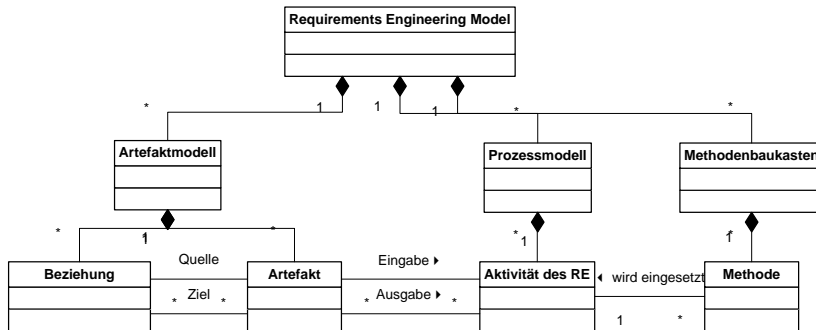 Requirements Engineering Model
* 1 1 1 * *
Artefaktmodell Prozessmodell Methodenbaukasten
* 1 * * * 1 * 1
Quelle Eingabe
Beziehung Artefakt Aktivität des RE wird eingesetzt Methode
* Ziel * * Ausgabe *
1 *